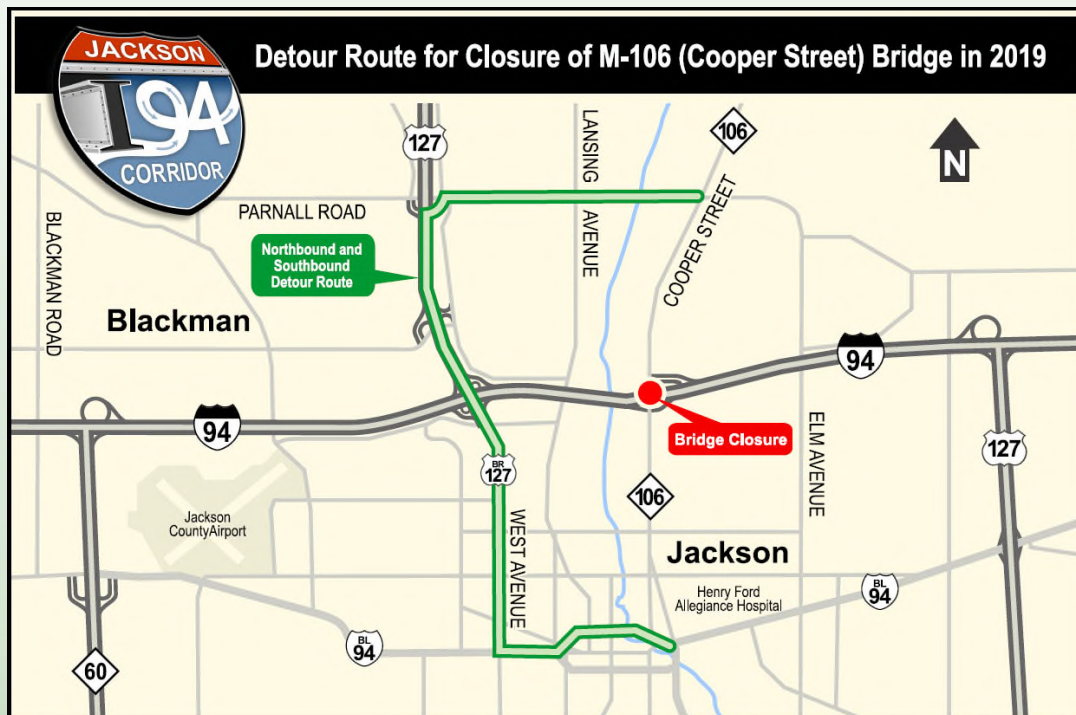 JACKSON
I 94
CORRIDOR
Detour Route for Closure of M-106 (Cooper Street) Bridge in 2019
127
LANSING
AVENUE
106
N
PARNALL ROAD
COOPER STREET
BLACKMAN ROAD
Northbound and
Southbound
Detour Route
Blackman
94
94
Bridge Closure
ELM AVENUE
127
BR
127
106
WEST AVENUE
Jackson
CountyAirport
Jackson
Henry Ford
Allegiance Hospital
BL
94
BL
94
60